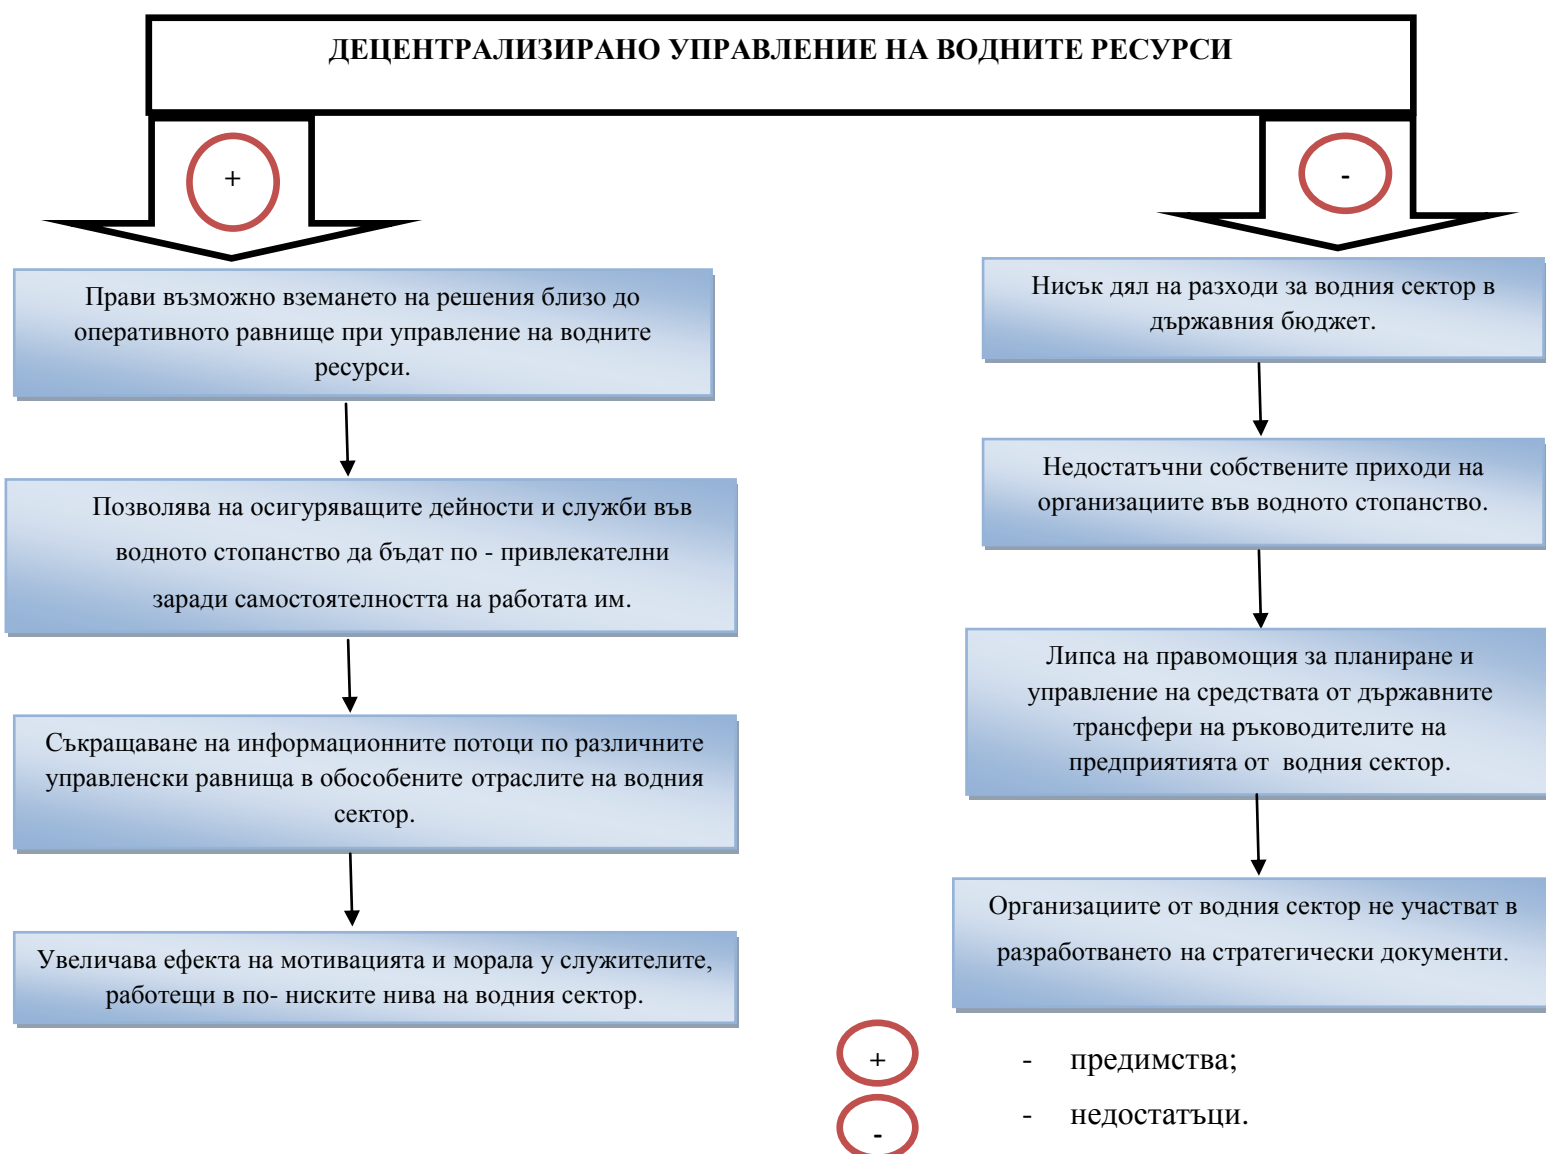 ДЕЦЕНТРАЛИЗИРАНО УПРАВЛЕНИЕ НА ВОДНИТЕ РЕСУРСИ
+
-
Прави възможно вземането на решения близо до
оперативното равнище при управление на водните
ресурси.
Позволява на осигуряващите дейности и служби във
водното стопанство да бъдат по - привлекателни
заради самостоятелността на работата им.
Съкращаване на информационните потоци по различните
управленски равнища в обособените отраслите на водния
сектор.
Увеличава ефекта на мотивацията и морала у служителите,
работещи в по- ниските нива на водния сектор.
Нисък дял на разходи за водния сектор в
държавния бюджет.
Недостатъчни собствените приходи на
организациите във водното стопанство.
Липса на правомощия за планиране и
управление на средствата от държавните
трансфери на ръководителите на
предприятията от водния сектор.
Организациите от водния сектор не участват в
разработването на стратегически документи.
+ - предимства;
- - недостатъци.